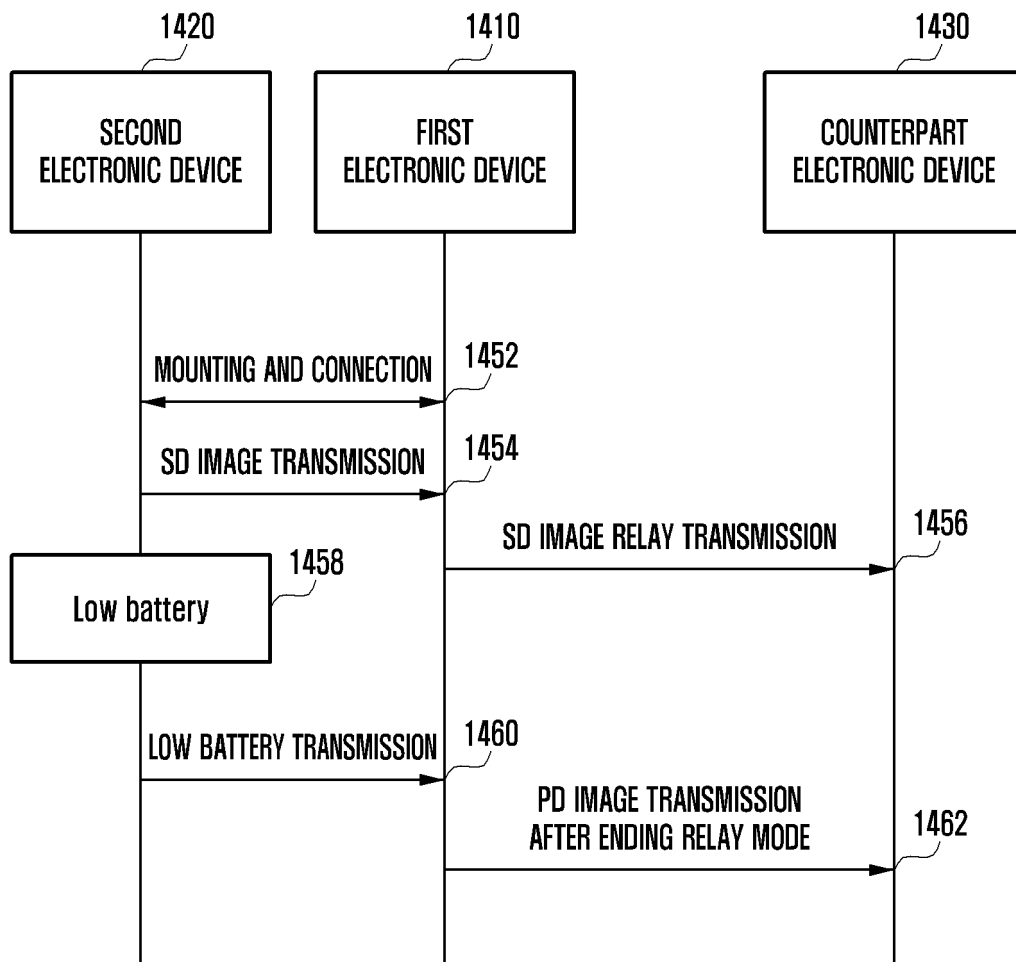 1420
1410
1430
SECOND
ELECTRONIC DEVICE
FIRST
ELECTRONIC DEVICE
COUNTERPART
ELECTRONIC DEVICE
MOUNTING AND CONNECTION
1452
SD IMAGE TRANSMISSION
1454
SD IMAGE RELAY TRANSMISSION
1456
Low battery
1458
LOW BATTERY TRANSMISSION
1460
PD IMAGE TRANSMISSION
AFTER ENDING RELAY MODE
1462